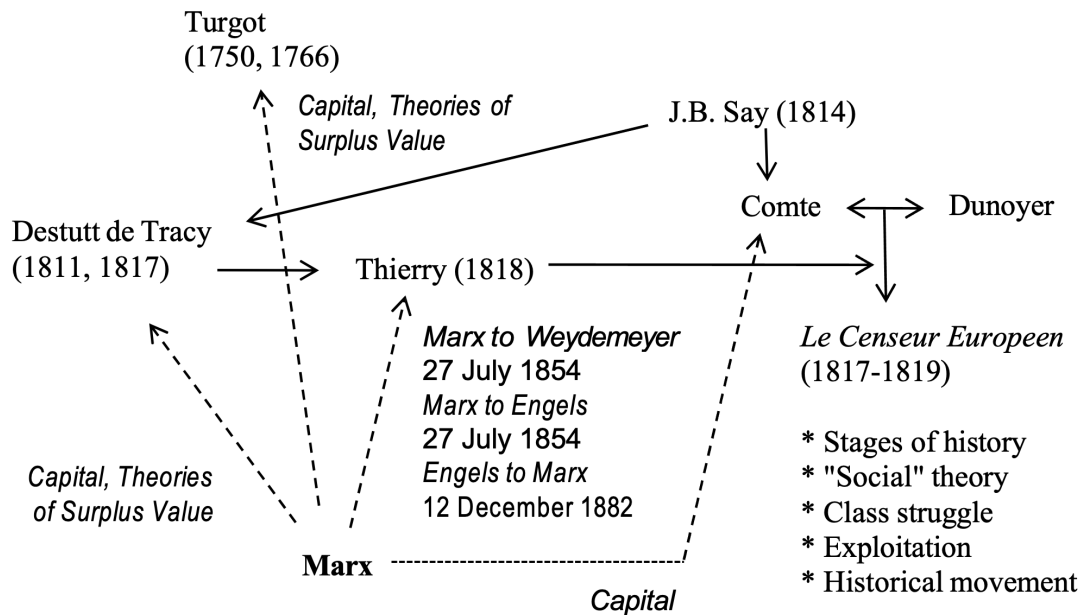 Turgot
(1750, 1766)
Capital, Theories of
Surplus Value
J.B. Say (1814)
Comte
Dunoyer
Destutt de Tracy
(1811, 1817)
Thierry (1818)
Marx to Weydemeyer
27 July 1854
Marx to Engels
27 July 1854
Engels to Marx
12 December 1882
Le Censeur Europeen
(1817-1819)
* Stages of history
* "Social" theory
* Class struggle
* Exploitation
* Historical movement
Capital, Theories
of Surplus Value
Marx
Capital